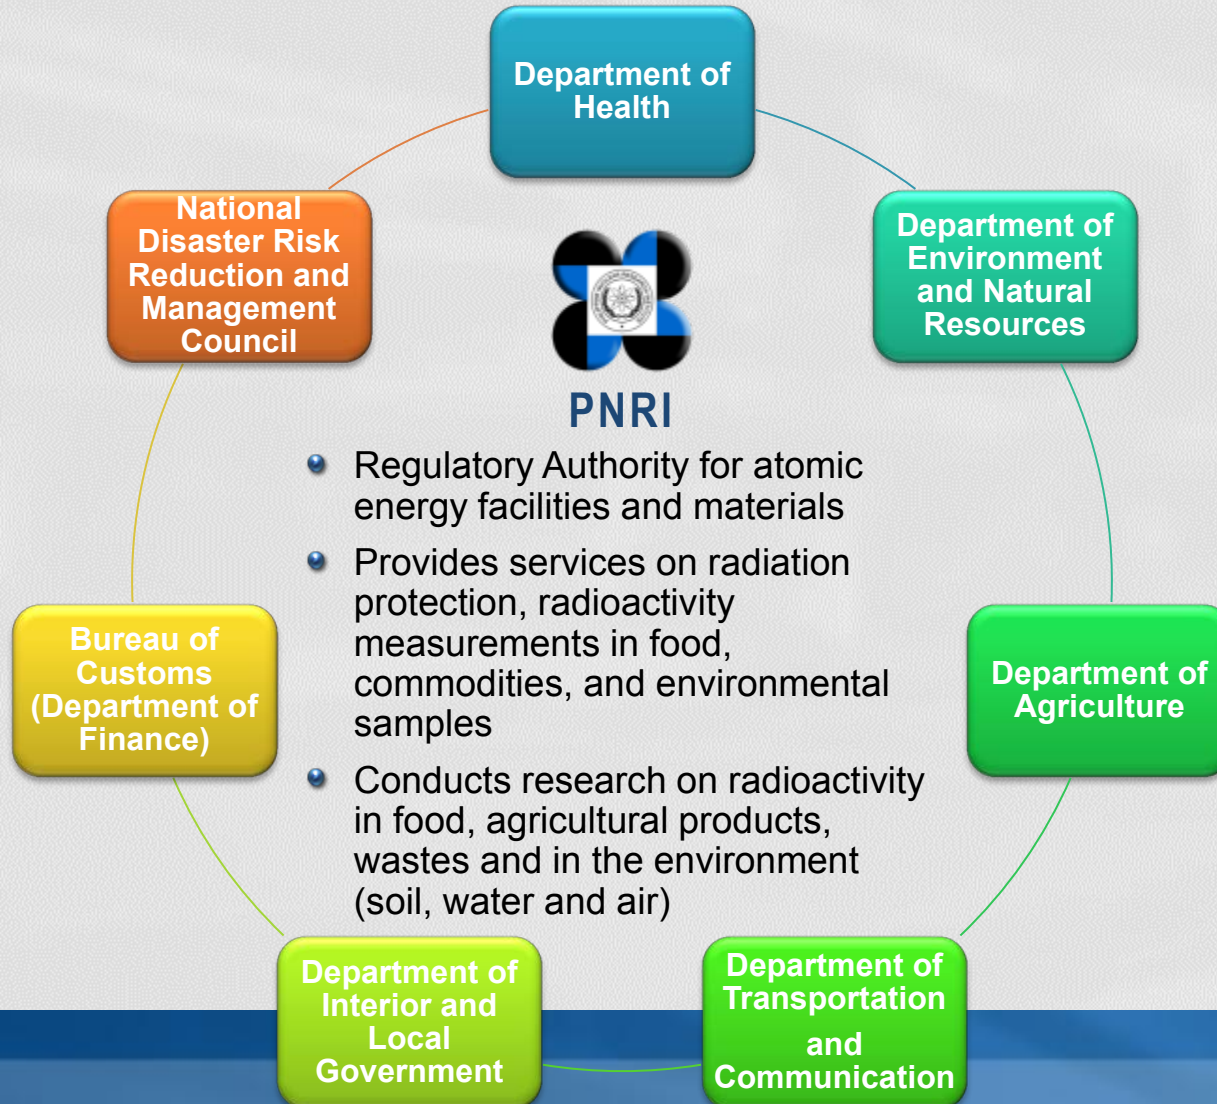 Department of
Health
National
Disaster Risk
Reduction and
Management
Council
Department of
Environment
and Natural
Resources
PNRI
Regulatory Authority for atomic
energy facilities and materials
Provides services on radiation
protection, radioactivity
measurements in food,
commodities, and environmental
samples
Conducts research on radioactivity
in food, agricultural products,
wastes and in the environment
(soil, water and air)
Bureau of
Customs
(Department of
Finance)
Department of
Agriculture
Department of
Interior and
Local
Government
Department of
Transportation
and
Communication